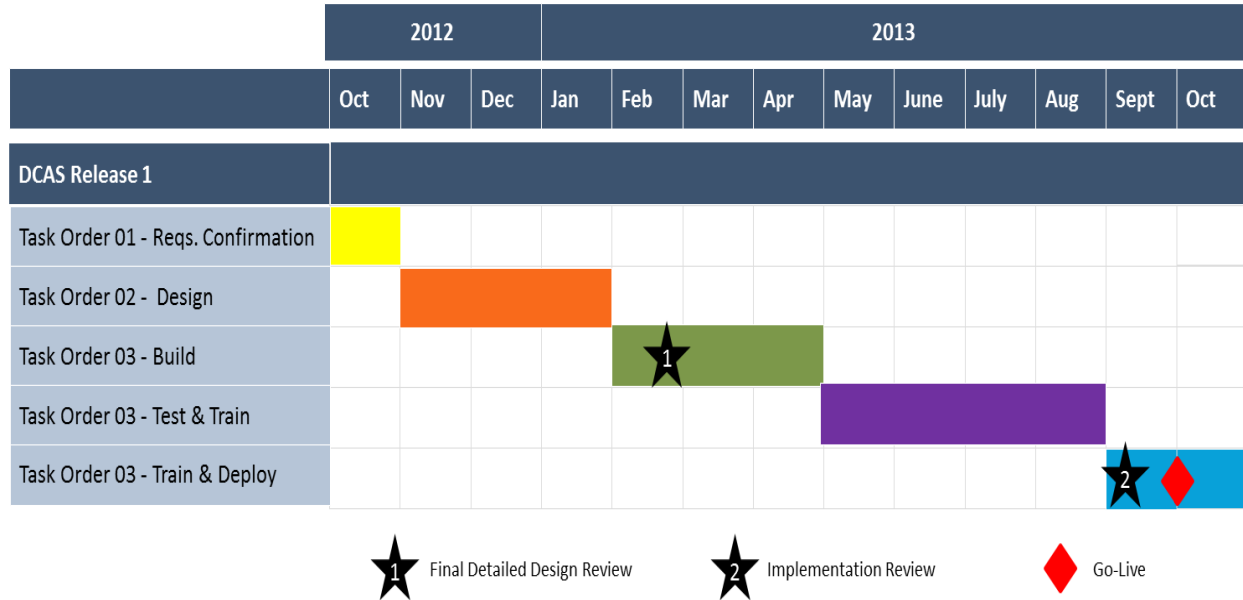 2012 2013
Oct Nov Dec Jan Feb Mar Apr May June July Aug Sept Oct
DCAS Release 1
Task Order 01 - Reqs. Confirmation
Task Order 02 -  Design
Task Order 03 - Build
1
Task Order 03 - Test & Train
Task Order 03 - Train & Deploy
2
1 Final Detailed Design Review 2 Implementation Review Go-Live